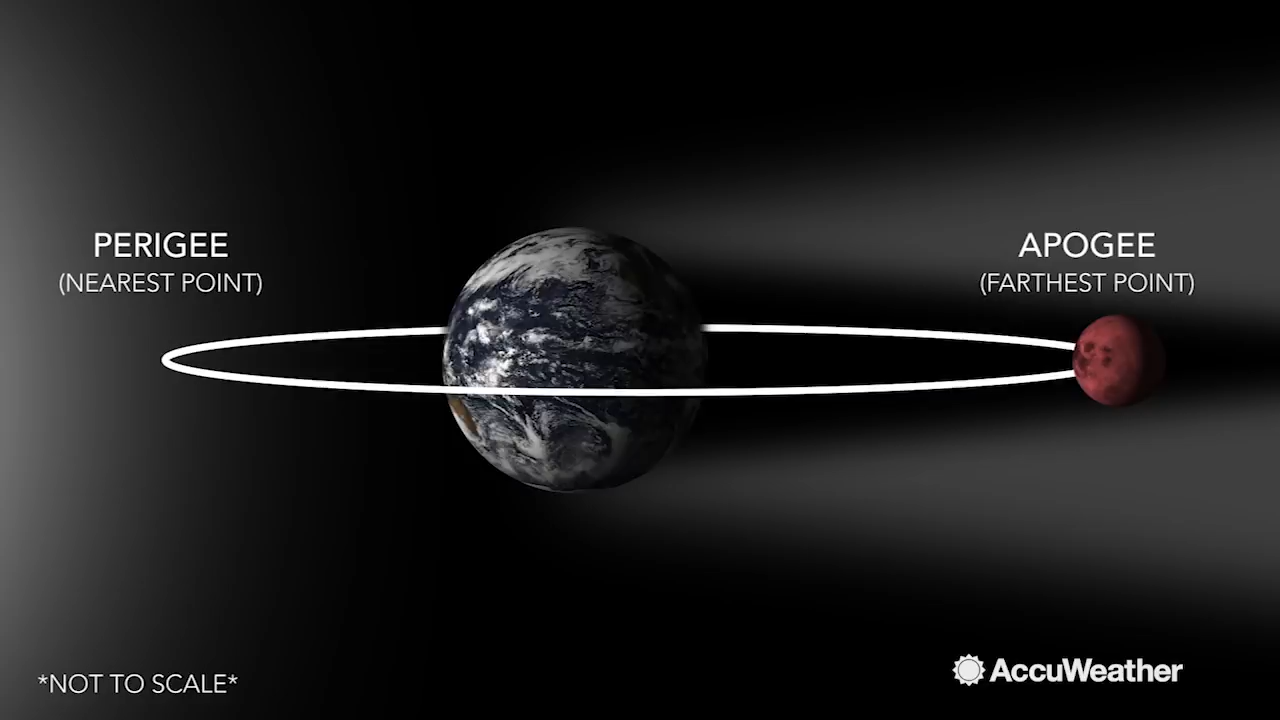 PERIGEE
(NEAREST POINT)
APOGEE
(FARTHEST POINT)
*NOT TO SCALE*
AccuWeather